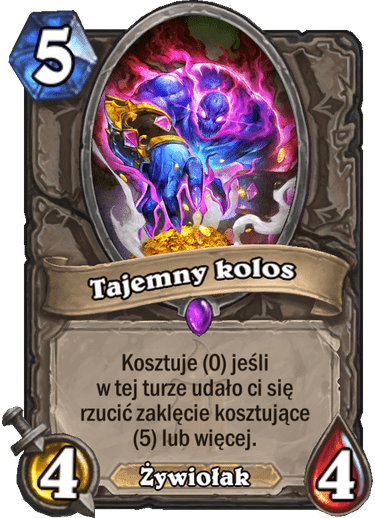 5
Tajemny kolos
Kosztuje (0) jeśli
w tej turze udało ci się
rzucić zaklęcie kosztujące
(5) lub więcej.
4
Żywiołak
4